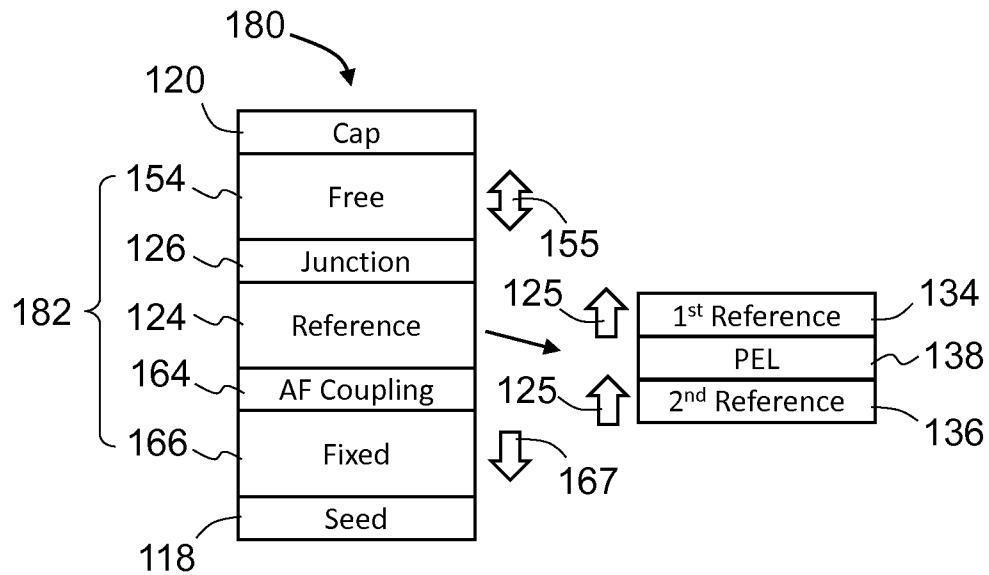 180
120
Cap
154
Free
155
126
Junction
182
124
Reference
125
1st Reference
134
PEL
138
164
AF Coupling
125
2nd Reference
136
166
Fixed
167
Seed
118